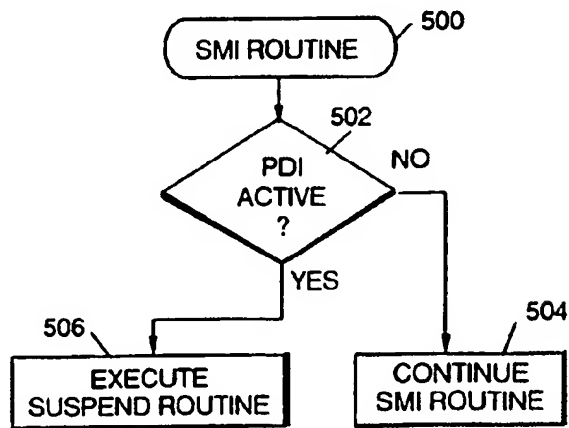 500
SMI ROUTINE
502
PDI
ACTIVE
?
NO
YES
506
504
EXECUTE
SUSPEND ROUTINE
CONTINUE
SMI ROUTINE